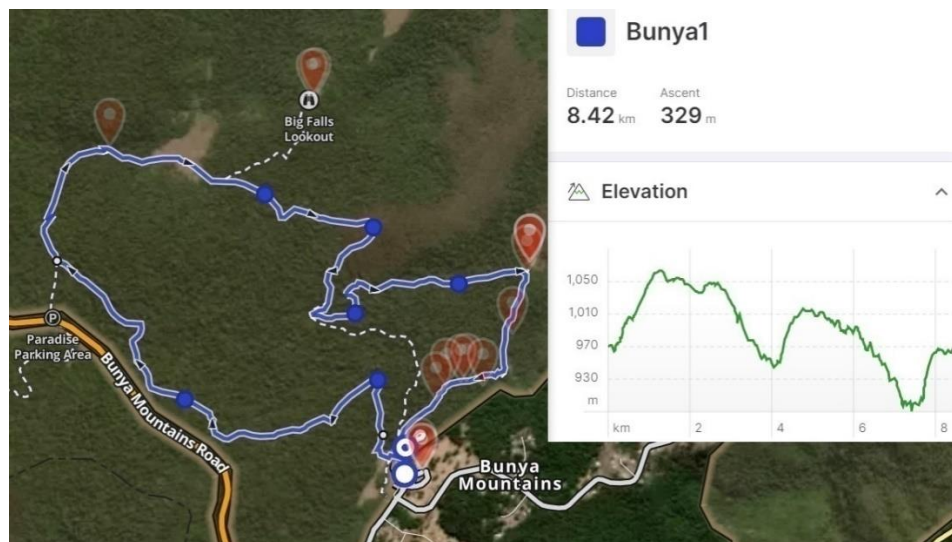 Big Falls
Lookout
P
Paradise
Parking Area
Bunya Mountains Road
Bunya
Mountains
Bunya1
Distance
Ascent
8.42 km
329 m
Elevation
1,050
1,010
970
930
m
km
2
4
6
8